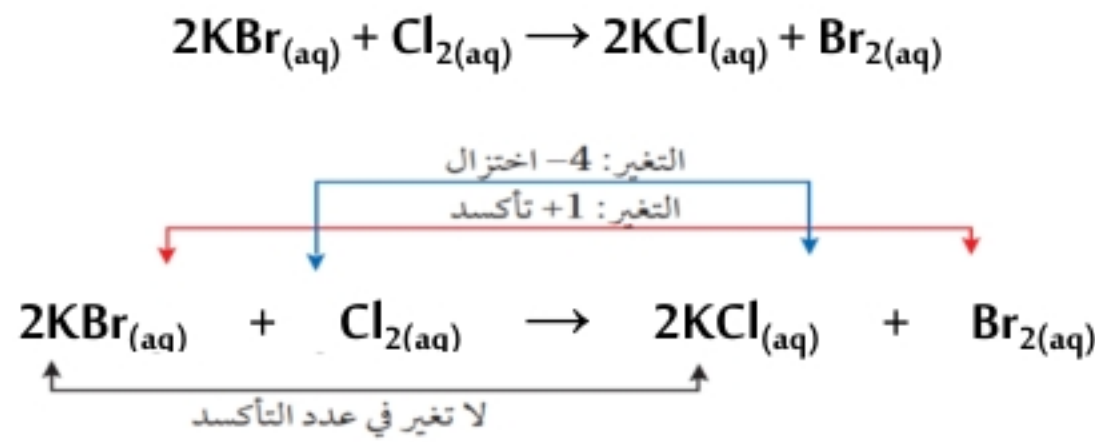 2KBr(aq) + Cl2(aq) → 2KCl(aq) + Br2(aq)
التغير: 4− اختزال
التغير: 1+ تأكسد
2KBr(aq) + Cl2(aq) → 2KCl(aq) + Br2(aq)
لا تغير في عدد التأكسد